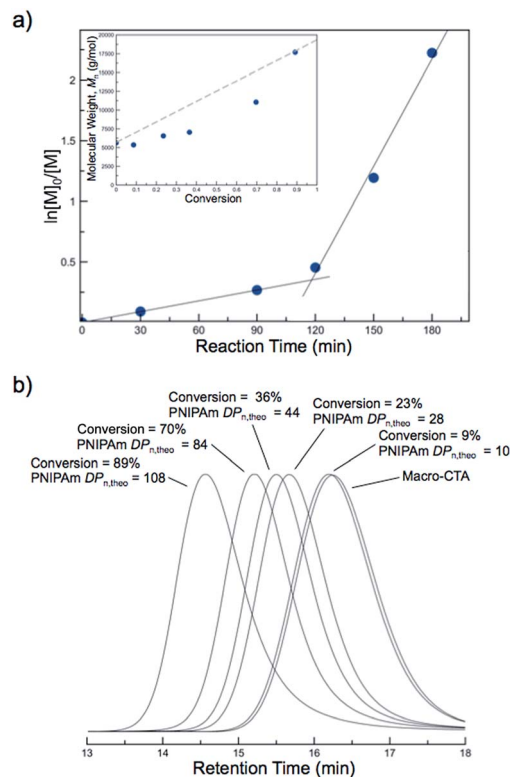 a)
20000
17500
15000
12500
10000
7500
5000
2500
0
Molecular Weight, Mn (g/mol)
0 0.1 0.2 0.3 0.4 0.5 0.6 0.7 0.8 0.9 1
Conversion
2
1.5
1
0.5
ln[M]0/[M]
0 30 60 90 120 150 180
Reaction Time (min)
b)
Conversion = 36%
PNIPAm DPn,theo = 44
Conversion = 23%
PNIPAm DPn,theo = 28
Conversion = 70%
PNIPAm DPn,theo = 84
Conversion = 9%
PNIPAm DPn,theo = 10
Conversion = 89%
PNIPAm DPn,theo = 108
Macro-CTA
13 14 15 16 17 18
Retention Time (min)